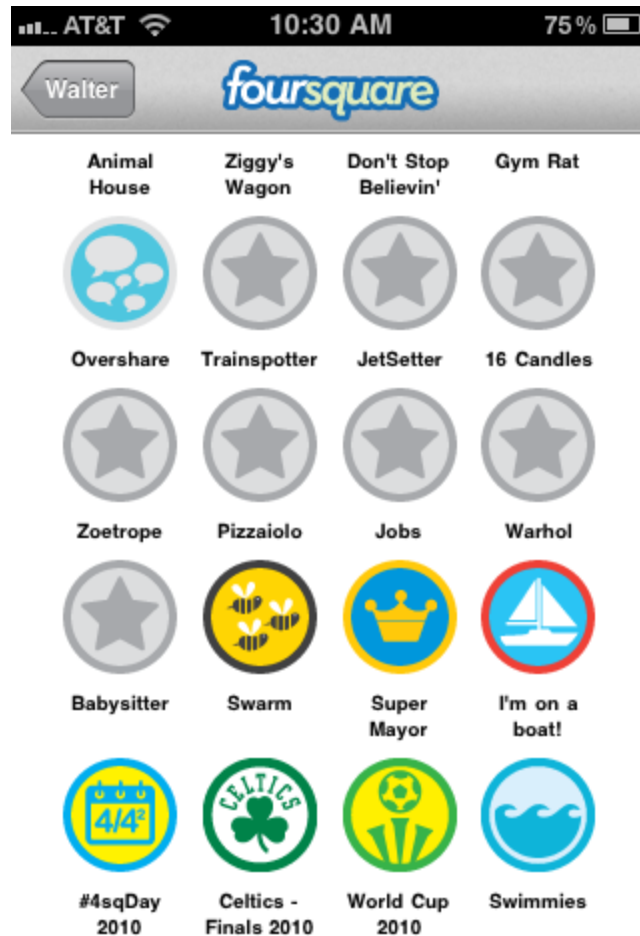 AT&T 10:30 AM 75%
Walter foursquare
Animal House Ziggy's Wagon Don't Stop Believin' Gym Rat
Overshare Trainspotter JetSetter 16 Candles
Zoetrope Pizzaiolo Jobs Warhol
Babysitter Swarm Super Mayor I'm on a boat!
4/4²
CELTICS
#4sqDay 2010 Celtics - Finals 2010 World Cup 2010 Swimmies